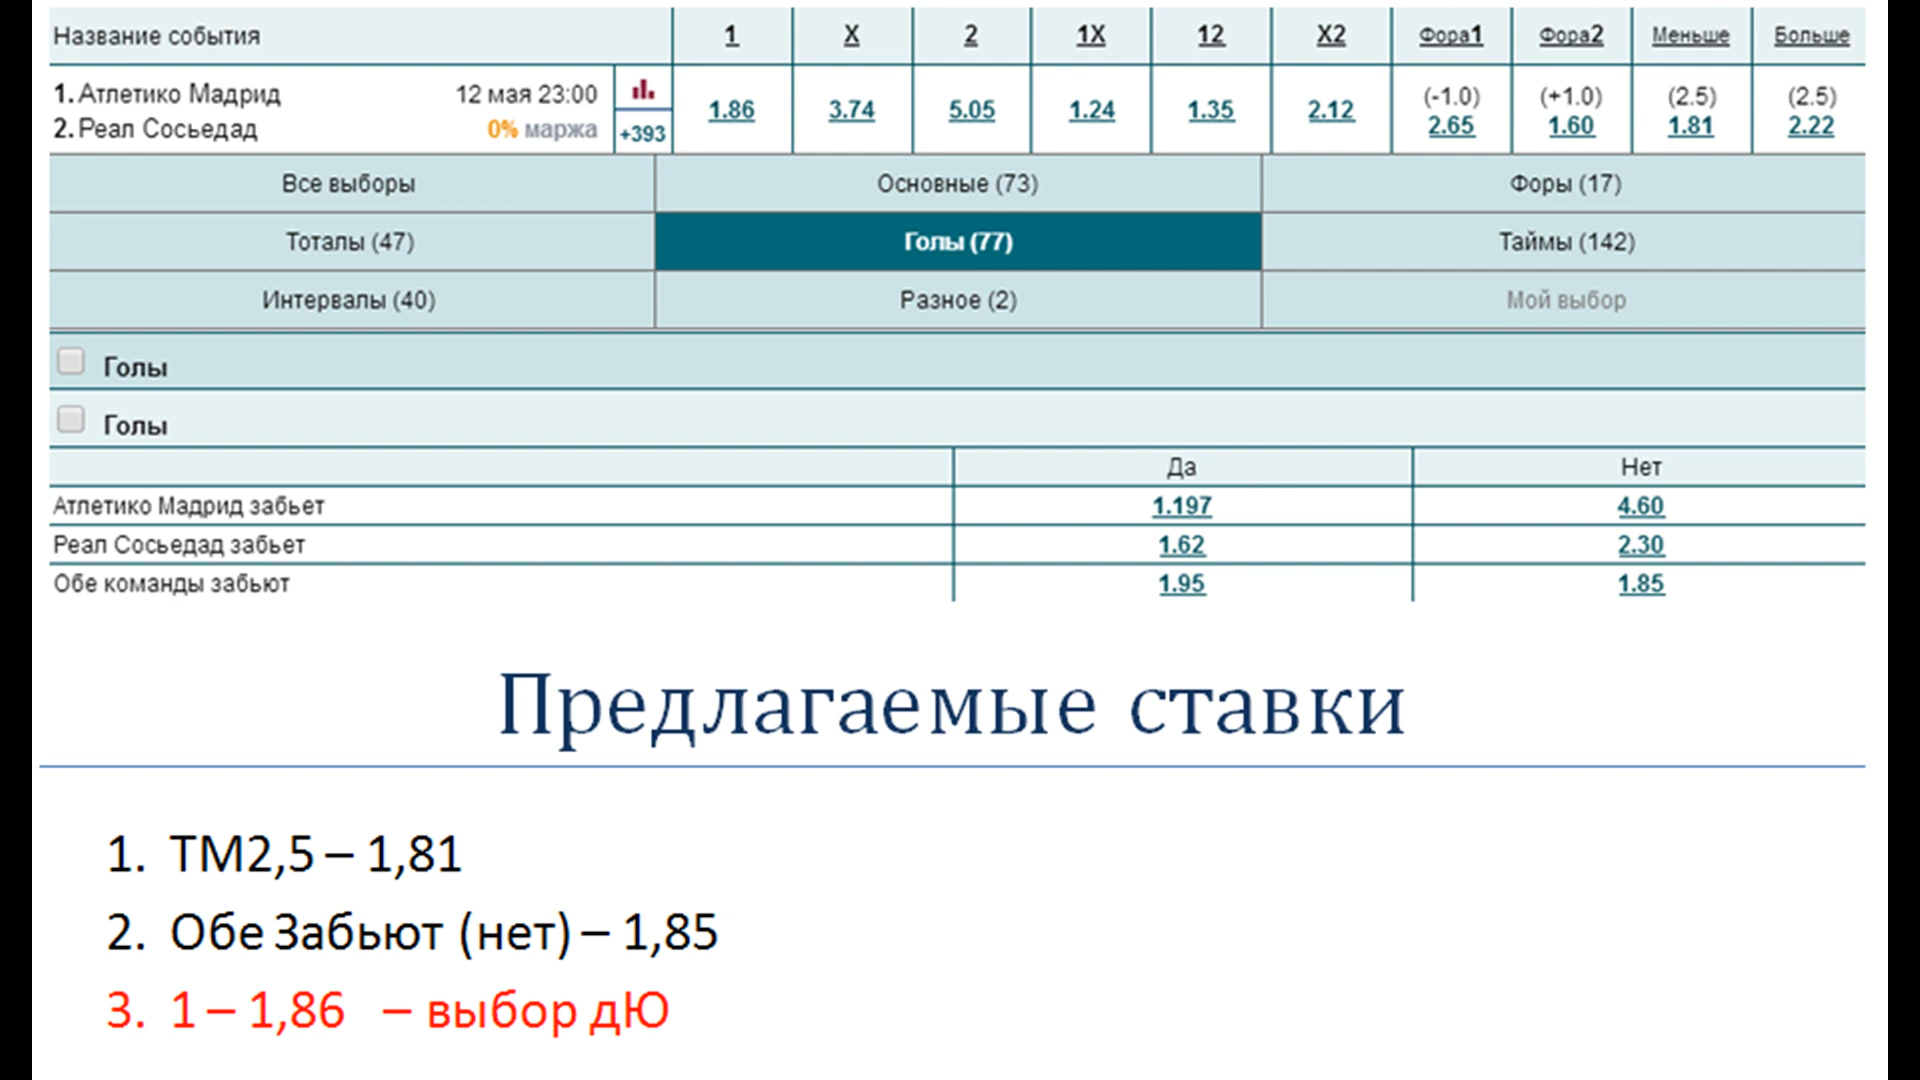 Название события 1 X 2 1X 12 X2 Фора1 Фора2 Меньше Больше
1. Атлетико Мадрид 12 мая 23:00 (-1.0) (+1.0) (2.5) (2.5)
1.86 3.74 5.05 1.24 1.35 2.12
2. Реал Сосьедад 0% маржа +393 2.65 1.60 1.81 2.22
Все выборы Основные (73) Форы (17)
Тоталы (47) Голы (77) Таймы (142)
Интервалы (40) Разное (2) Мой выбор
Голы
Голы
Да Нет
Атлетико Мадрид забьет 1.197 4.60
Реал Сосьедад забьет 1.62 2.30
Обе команды забьют 1.95 1.85
Предлагаемые ставки
1. ТМ2,5 – 1,81
2. Обе Забьют (нет) – 1,85
3. 1 – 1,86 – выбор дЮ